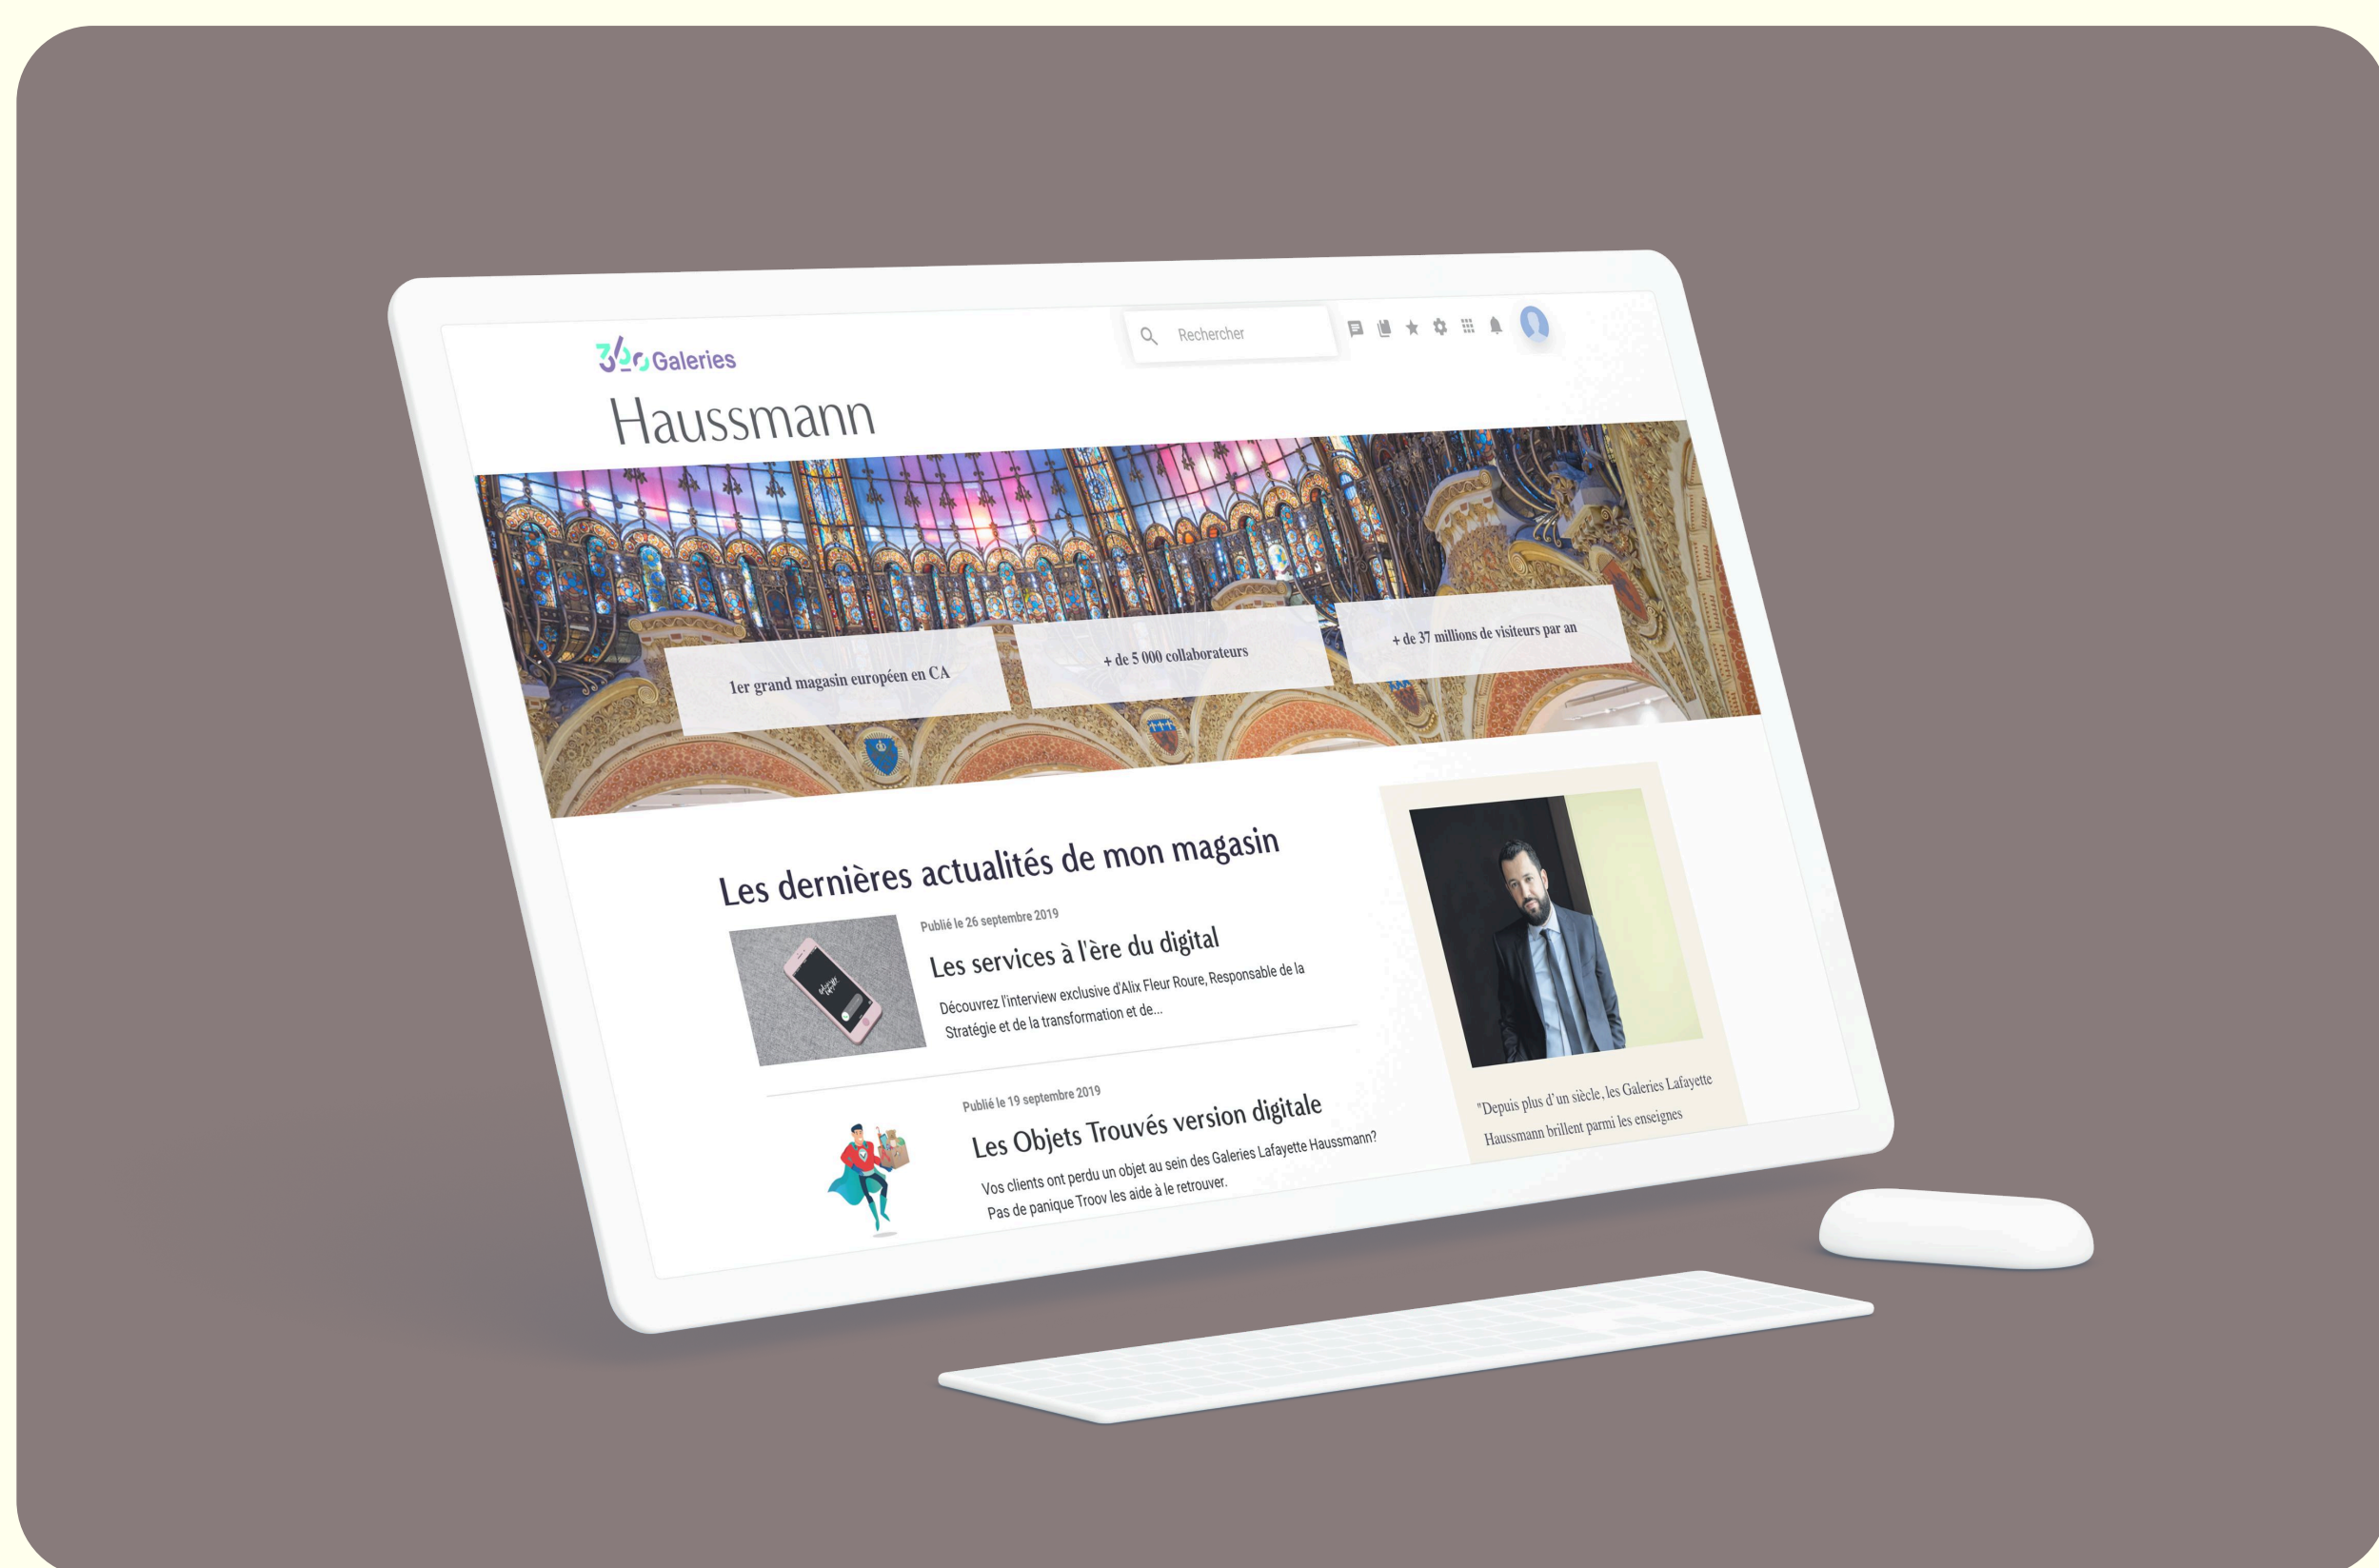 360 Galeries
Rechercher
Haussmann
1er grand magasin européen en CA
+ de 5 000 collaborateurs
+ de 37 millions de visiteurs par an
Les dernières actualités de mon magasin
Publié le 26 septembre 2019
Les services à l'ère du digital
Découvrez l'interview exclusive d'Alix Fleur Roure, Responsable de la
Stratégie et de la transformation et de...
Publié le 19 septembre 2019
Les Objets Trouvés version digitale
Vos clients ont perdu un objet au sein des Galeries Lafayette Haussmann?
Pas de panique Troov les aide à le retrouver.
"Depuis plus d'un siècle, les Galeries Lafayette
Haussmann brillent parmi les enseignes